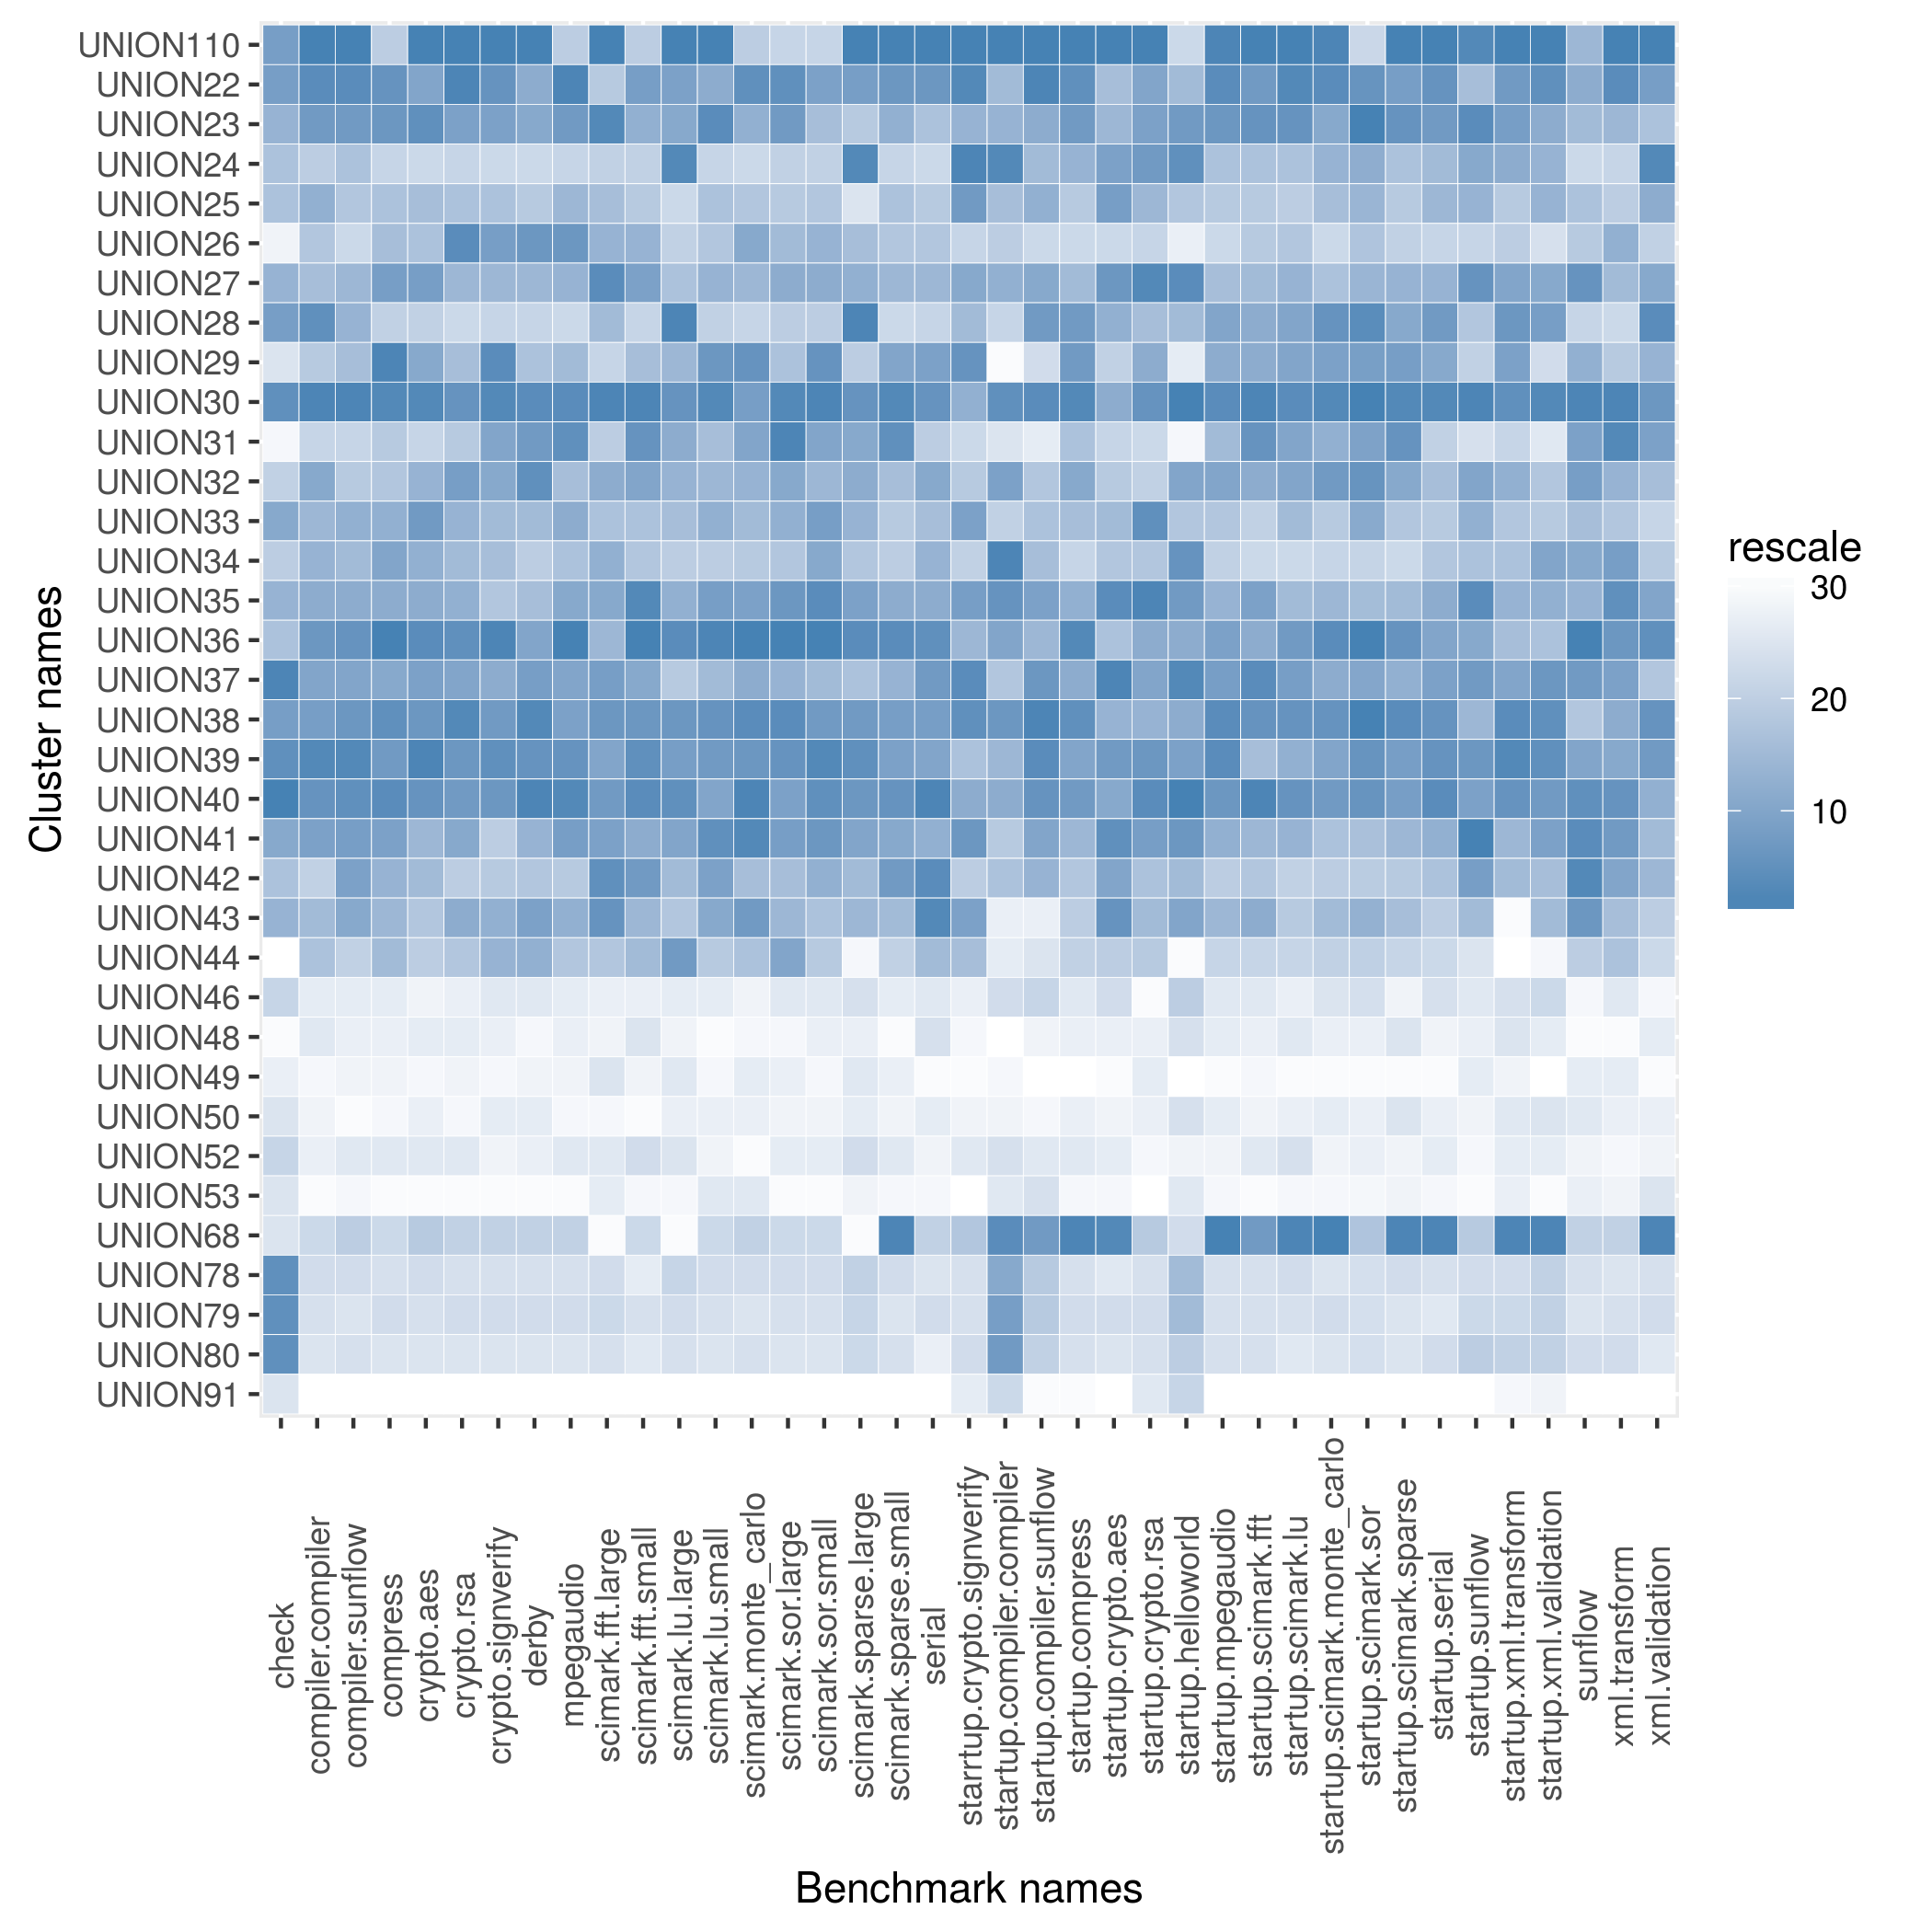 UNION110
UNION22
UNION23
UNION24
UNION25
UNION26
UNION27
UNION28
UNION29
UNION30
UNION31
UNION32
UNION33
UNION34
UNION35
UNION36
UNION37
UNION38
UNION39
UNION40
UNION41
UNION42
UNION43
UNION44
UNION46
UNION48
UNION49
UNION50
UNION52
UNION53
UNION68
UNION78
UNION79
UNION80
UNION91
Cluster names
check
compiler.compiler
compiler.sunflow
compress
crypto.aes
crypto.rsa
crypto.signverify
derby
mpegaudio
scimark.fft.large
scimark.fft.small
scimark.lu.large
scimark.lu.small
scimark.monte_carlo
scimark.sor.large
scimark.sor.small
scimark.sparse.large
scimark.sparse.small
serial
starrtup.crypto.signverify
startup.compiler.compiler
startup.compiler.sunflow
startup.compress
startup.crypto.aes
startup.crypto.rsa
startup.helloworld
startup.mpegaudio
startup.scimark.fft
startup.scimark.lu
startup.scimark.monte_carlo
startup.scimark.sor
startup.scimark.sparse
startup.serial
startup.sunflow
startup.xml.transform
startup.xml.validation
sunflow
xml.transform
xml.validation
Benchmark names
rescale
30
20
10